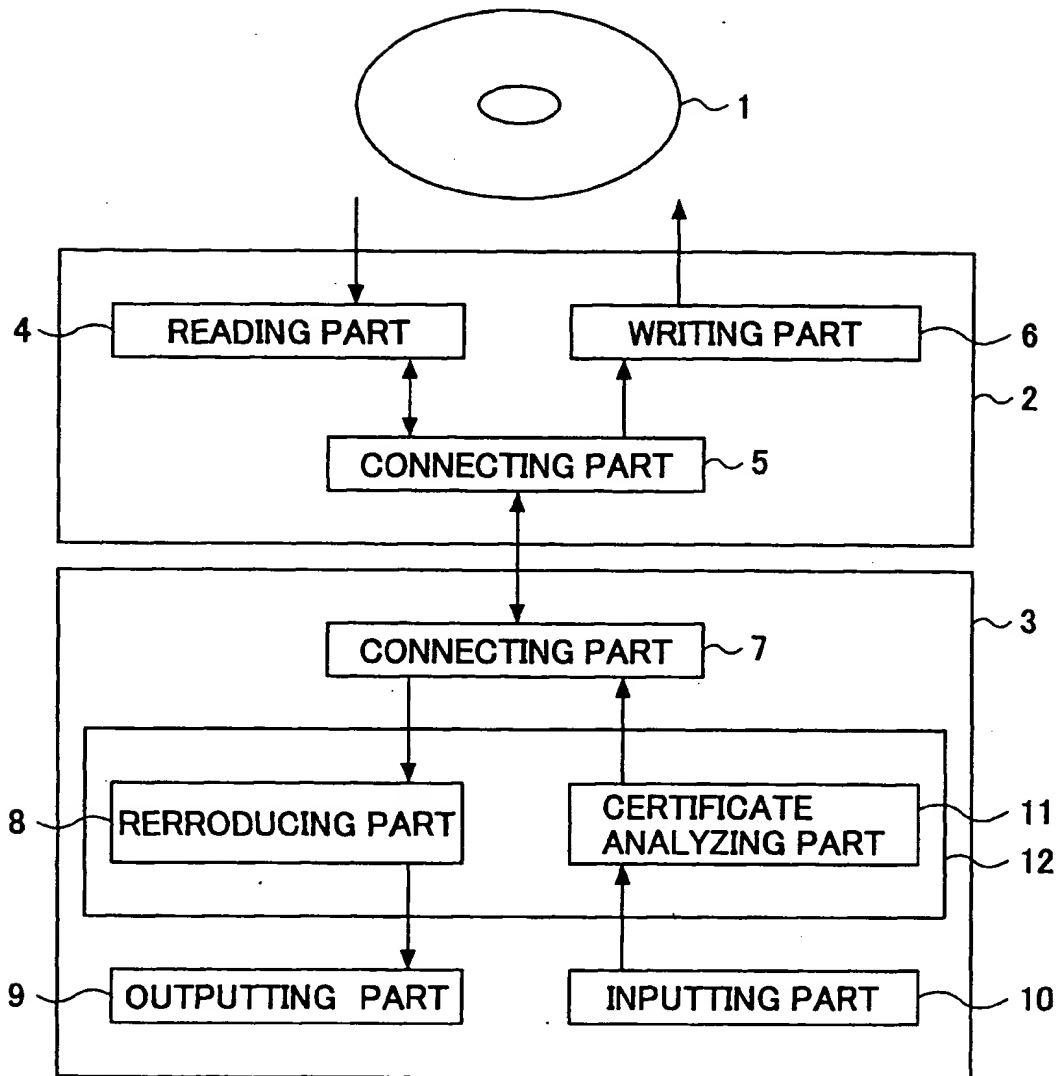 1
4 READING PART WRITING PART 6
2
CONNECTING PART 5
3
CONNECTING PART 7
8 RERRODUCING PART CERTIFICATE
ANALYZING PART 11
12
9 OUTPUTTING PART INPUTTING PART 10